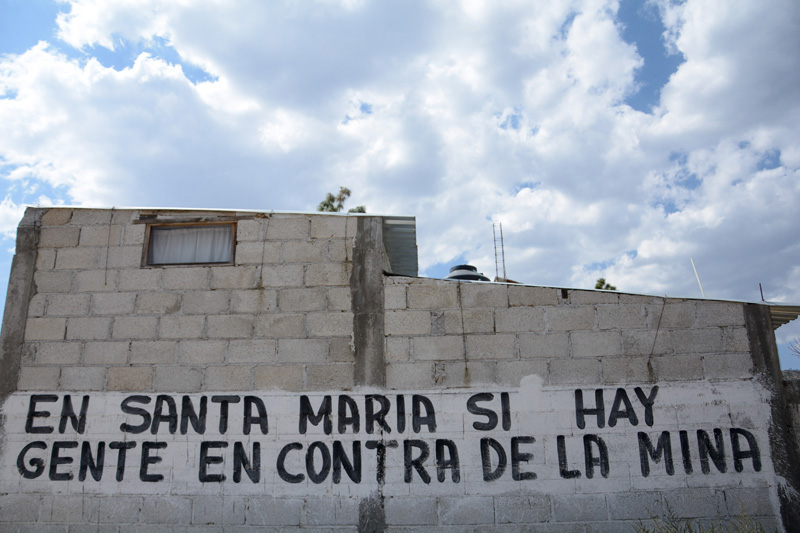 EN SANTA MARIA SI HAY
GENTE EN CONTRA DE LA MINA